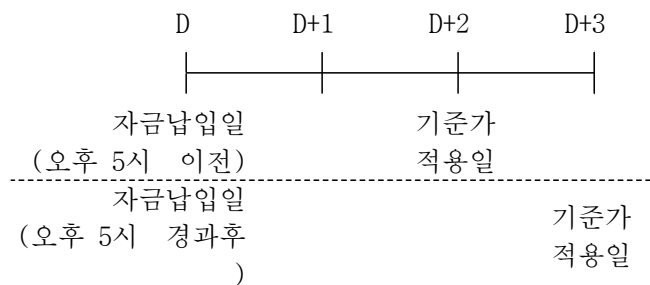 D D+1 D+2 D+3
자금납입일 기준가
(오후 5시 이전) 적용일
자금납입일
(오후 5시 경과후
)
기준가
적용일